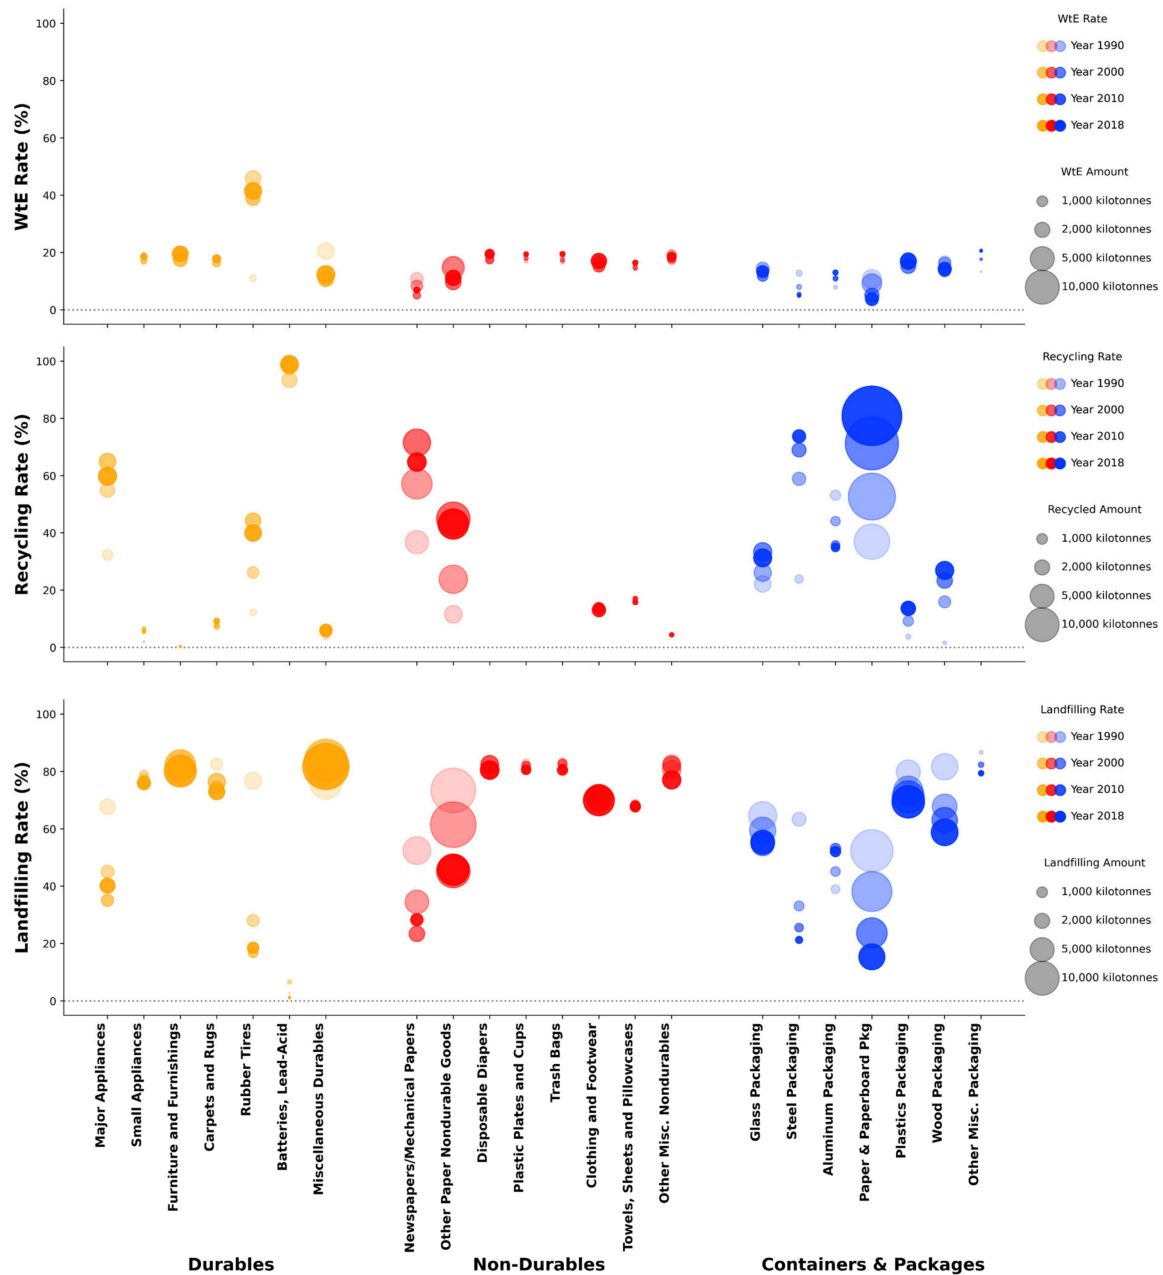 WtE Rate (%)
100
80
60
40
20
0
WtE Rate
Year 1990
Year 2000
Year 2010
Year 2018
WtE Amount
1,000 kilotonnes
2,000 kilotonnes
5,000 kilotonnes
10,000 kilotonnes
Recycling Rate (%)
100
80
60
40
20
0
Recycling Rate
Year 1990
Year 2000
Year 2010
Year 2018
Recycled Amount
1,000 kilotonnes
2,000 kilotonnes
5,000 kilotonnes
10,000 kilotonnes
Landfilling Rate (%)
100
80
60
40
20
0
Landfilling Rate
Year 1990
Year 2000
Year 2010
Year 2018
Landfilling Amount
1,000 kilotonnes
2,000 kilotonnes
5,000 kilotonnes
10,000 kilotonnes
Major Appliances
Small Appliances
Furniture and Furnishings
Carpets and Rugs
Rubber Tires
Batteries, Lead-Acid
Miscellaneous Durables
Newspapers/Mechanical Papers
Other Paper Nondurable Goods
Disposable Diapers
Plastic Plates and Cups
Trash Bags
Clothing and Footwear
Towels, Sheets and Pillowcases
Other Misc. Nondurables
Glass Packaging
Steel Packaging
Aluminum Packaging
Paper & Paperboard Pkg
Plastics Packaging
Wood Packaging
Other Misc. Packaging
Durables
Non-Durables
Containers & Packages